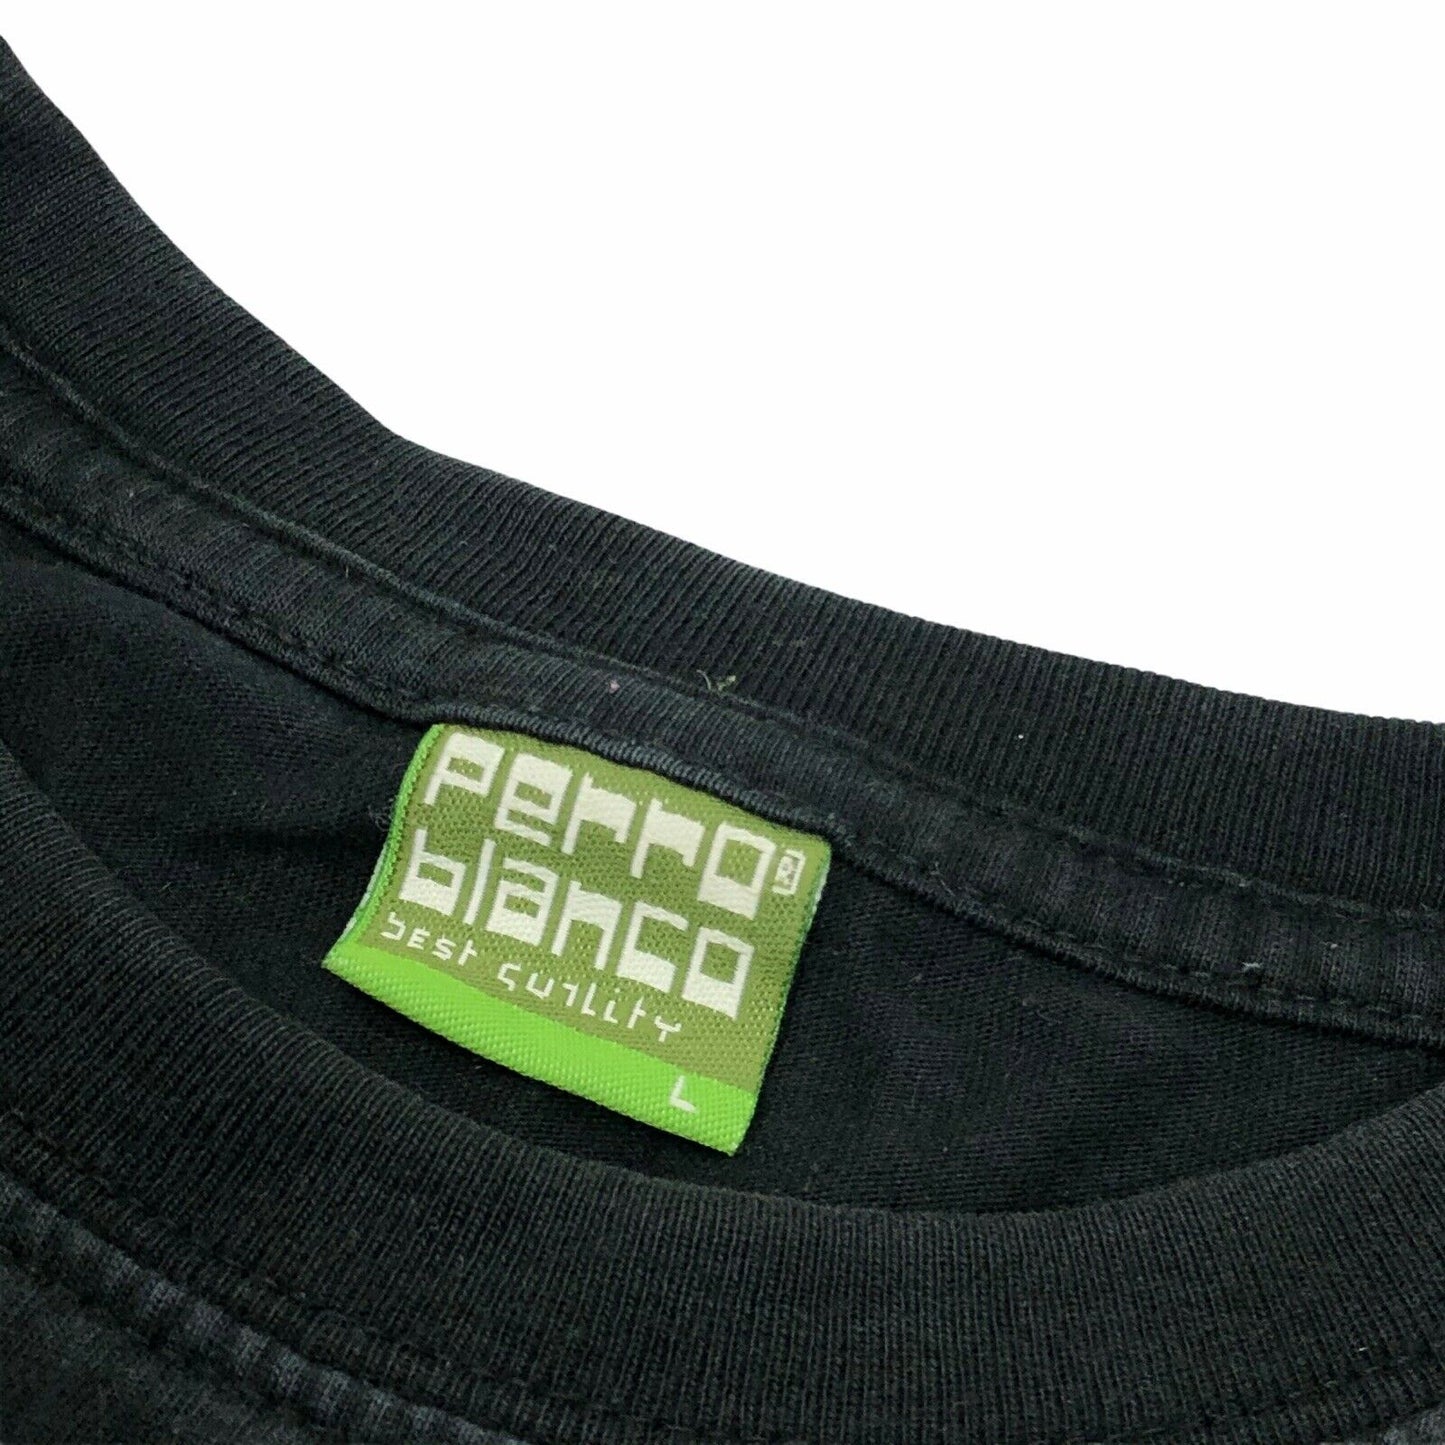 perro®
blanco
best quality
L